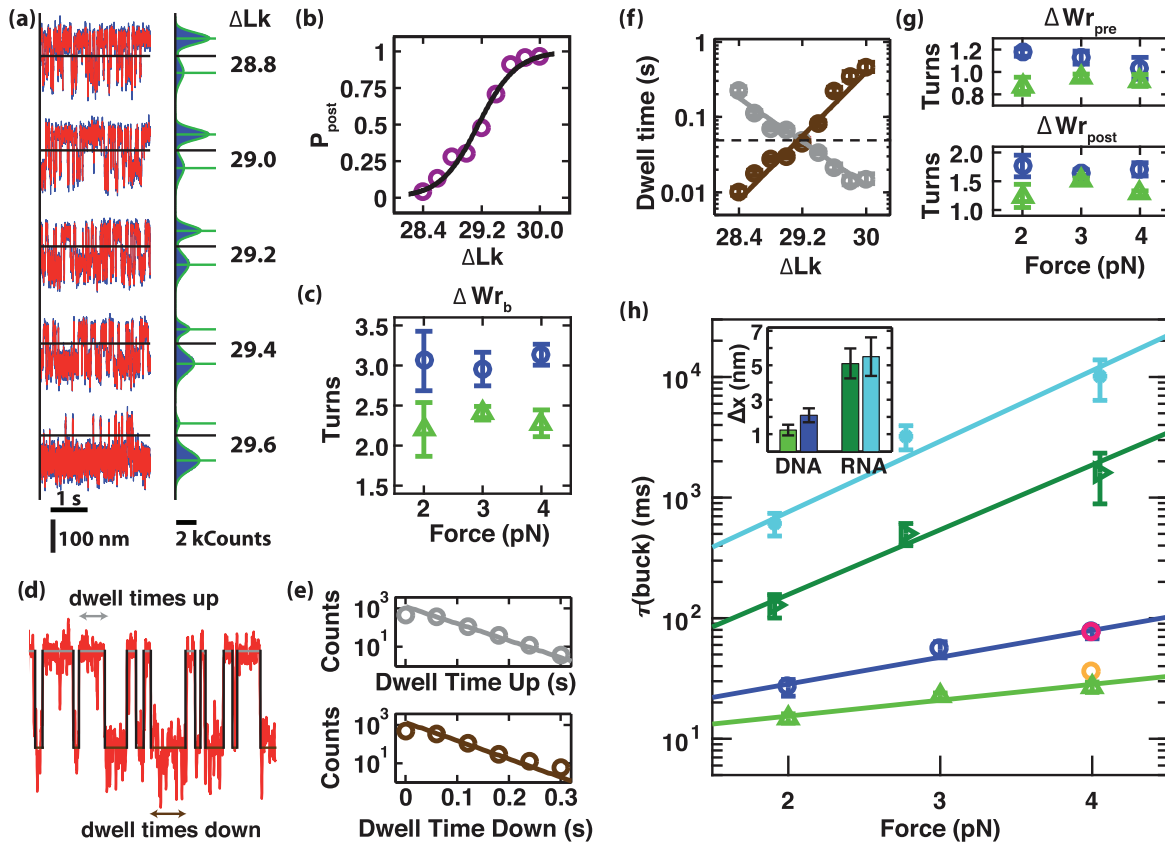 (a)
ΔLk
28.8
29.0
29.2
29.4
29.6
1 s
100 nm
2 kCounts
(b)
P_post
1
0.75
0.5
0.25
0
28.4
29.2
30.0
ΔLk
(c)
Δ Wr_b
Turns
3.5
3.0
2.5
2.0
1.5
2
3
4
Force (pN)
(d)
dwell times up
dwell times down
(e)
Counts
10^3
10^1
Dwell Time Up (s)
Counts
10^3
10^1
0
0.1
0.2
0.3
Dwell Time Down (s)
(f)
Dwell time (s)
1
0.1
0.01
28.4
29.2
30
ΔLk
(g)
Δ Wr_pre
Turns
1.2
1.0
0.8
Δ Wr_post
Turns
2.0
1.5
1.0
2
3
4
Force (pN)
(h)
τ(buck) (ms)
10^4
10^3
10^2
10^1
2
3
4
Force (pN)
Δx (nm)
7
5
3
1
DNA
RNA